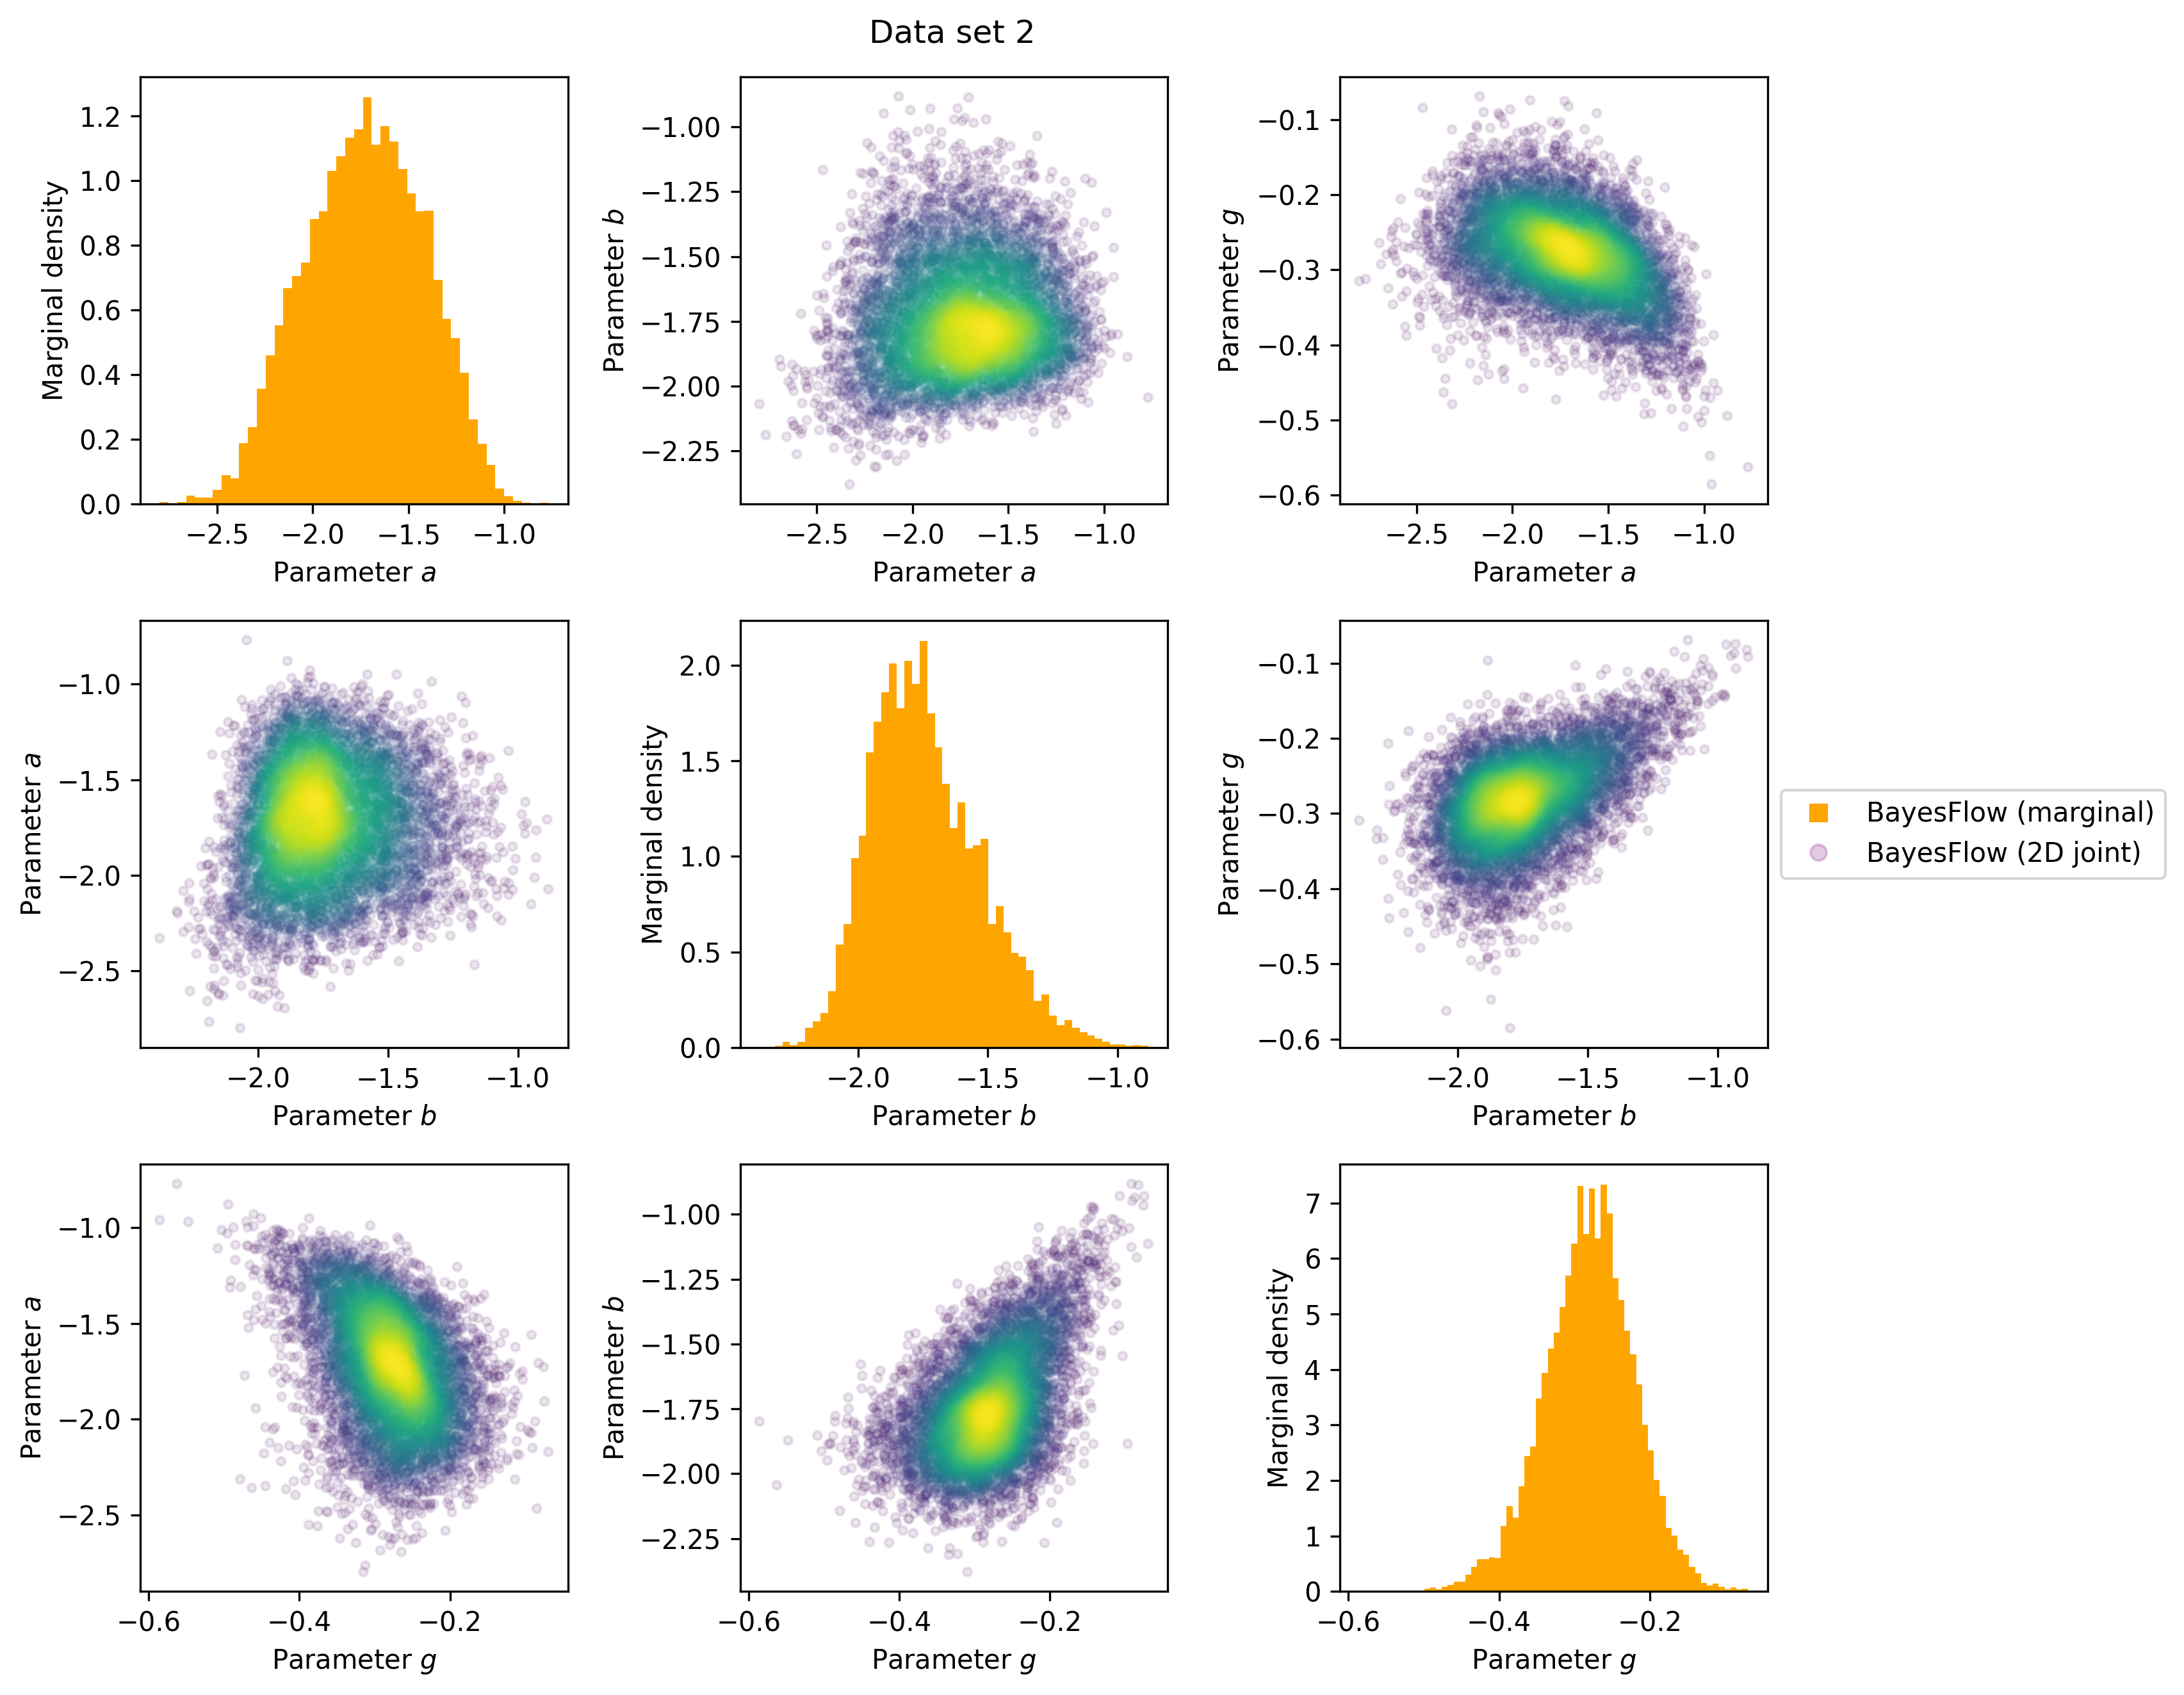 Data set 2
Marginal density
1.2
1.0
0.8
0.6
0.4
0.2
0.0
−2.5 −2.0 −1.5 −1.0
Parameter a
Parameter b
−1.00
−1.25
−1.50
−1.75
−2.00
−2.25
−2.5 −2.0 −1.5 −1.0
Parameter a
Parameter g
−0.1
−0.2
−0.3
−0.4
−0.5
−0.6
−2.5 −2.0 −1.5 −1.0
Parameter a
Parameter a
−1.0
−1.5
−2.0
−2.5
−2.0 −1.5 −1.0
Parameter b
Marginal density
2.0
1.5
1.0
0.5
0.0
−2.0 −1.5 −1.0
Parameter b
Parameter g
−0.1
−0.2
−0.3
−0.4
−0.5
−0.6
−2.0 −1.5 −1.0
Parameter b
BayesFlow (marginal)
BayesFlow (2D joint)
Parameter a
−1.0
−1.5
−2.0
−2.5
−0.6 −0.4 −0.2
Parameter g
Parameter b
−1.00
−1.25
−1.50
−1.75
−2.00
−2.25
−0.6 −0.4 −0.2
Parameter g
Marginal density
7
6
5
4
3
2
1
0
−0.6 −0.4 −0.2
Parameter g